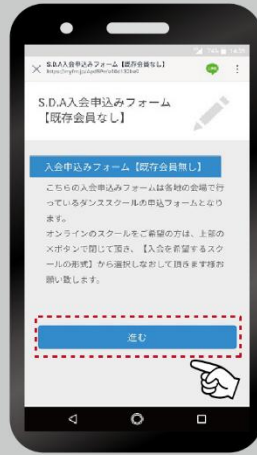 74% 14:59
S.D.A入会申込みフォーム【既存会員なし】
S.D.A入会申込みフォーム
【既存会員なし】
入会申込みフォーム【既存会員無し】
こちらの入会申込みフォームは各地の会場で行
っているダンススクールの申込フォームとなり
ます。
オンラインのスクールをご希望の方は、上部の
×ボタンで閉じて頂き、【入会を希望するスク
ールの形式】から選択しなおして頂きます様お
願い致します。
進む